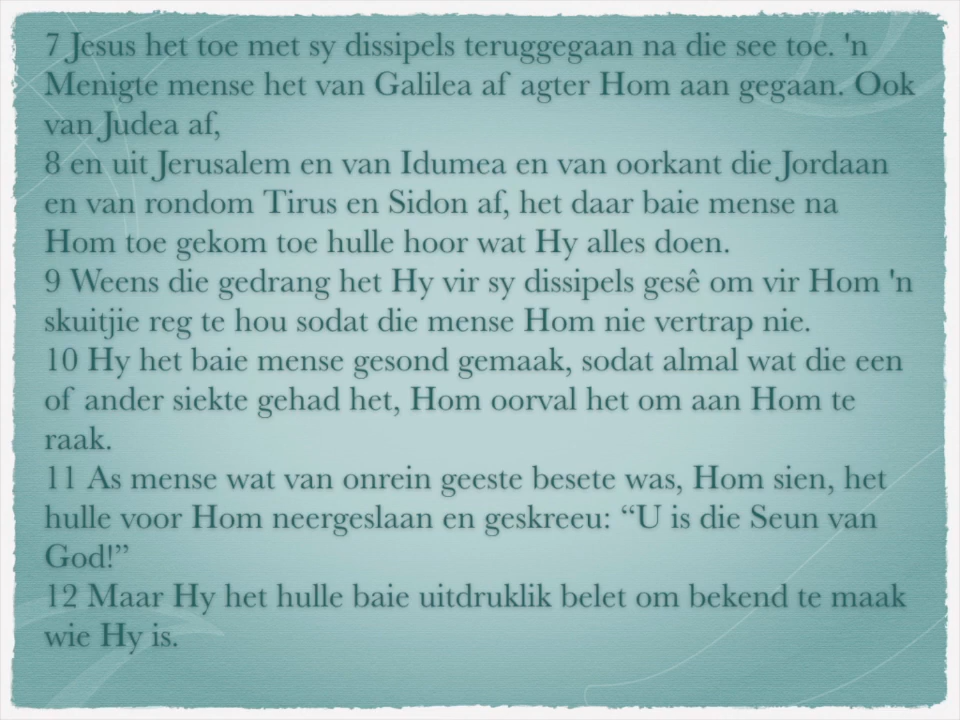 7 Jesus het toe met sy dissipels teruggegaan na die see toe. 'n
Menigte mense het van Galilea af agter Hom aan gegaan. Ook
van Judea af,
8 en uit Jerusalem en van Idumea en van oorkant die Jordaan
en van rondom Tirus en Sidon af, het daar baie mense na
Hom toe gekom toe hulle hoor wat Hy alles doen.
9 Weens die gedrang het Hy vir sy dissipels gesê om vir Hom 'n
skuitjie reg te hou sodat die mense Hom nie vertrap nie.
10 Hy het baie mense gesond gemaak, sodat almal wat die een
of ander siekte gehad het, Hom oorval het om aan Hom te
raak.
11 As mense wat van onrein geeste besete was, Hom sien, het
hulle voor Hom neergeslaan en geskreeu: “U is die Seun van
God!”
12 Maar Hy het hulle baie uitdruklik belet om bekend te maak
wie Hy is.